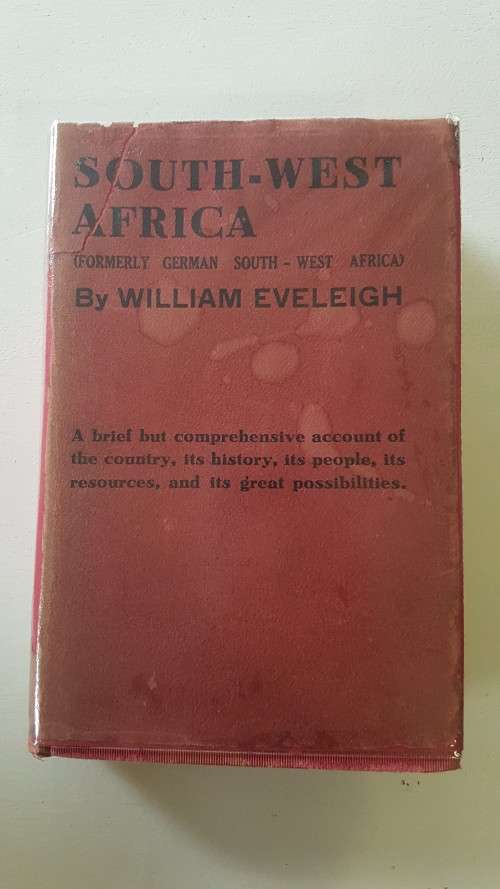 SOUTH-WEST
AFRICA
(FORMERLY GERMAN SOUTH-WEST AFRICA)
By WILLIAM EVELEIGH
A brief but comprehensive account of
the country, its history, its people, its
resources, and its great possibilities.